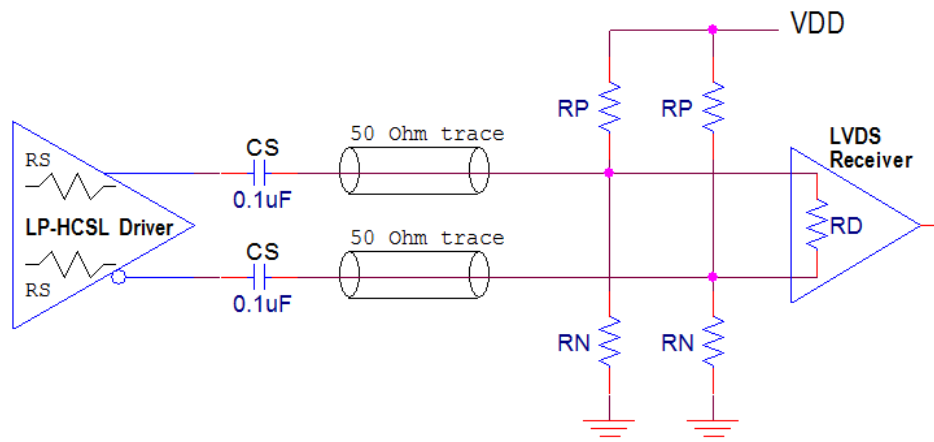 VDD
RP
RP
50 Ohm trace
LVDS
Receiver
CS
RS
0.1uF
LP-HCSL Driver
RD
50 Ohm trace
CS
RS
0.1uF
RN
RN